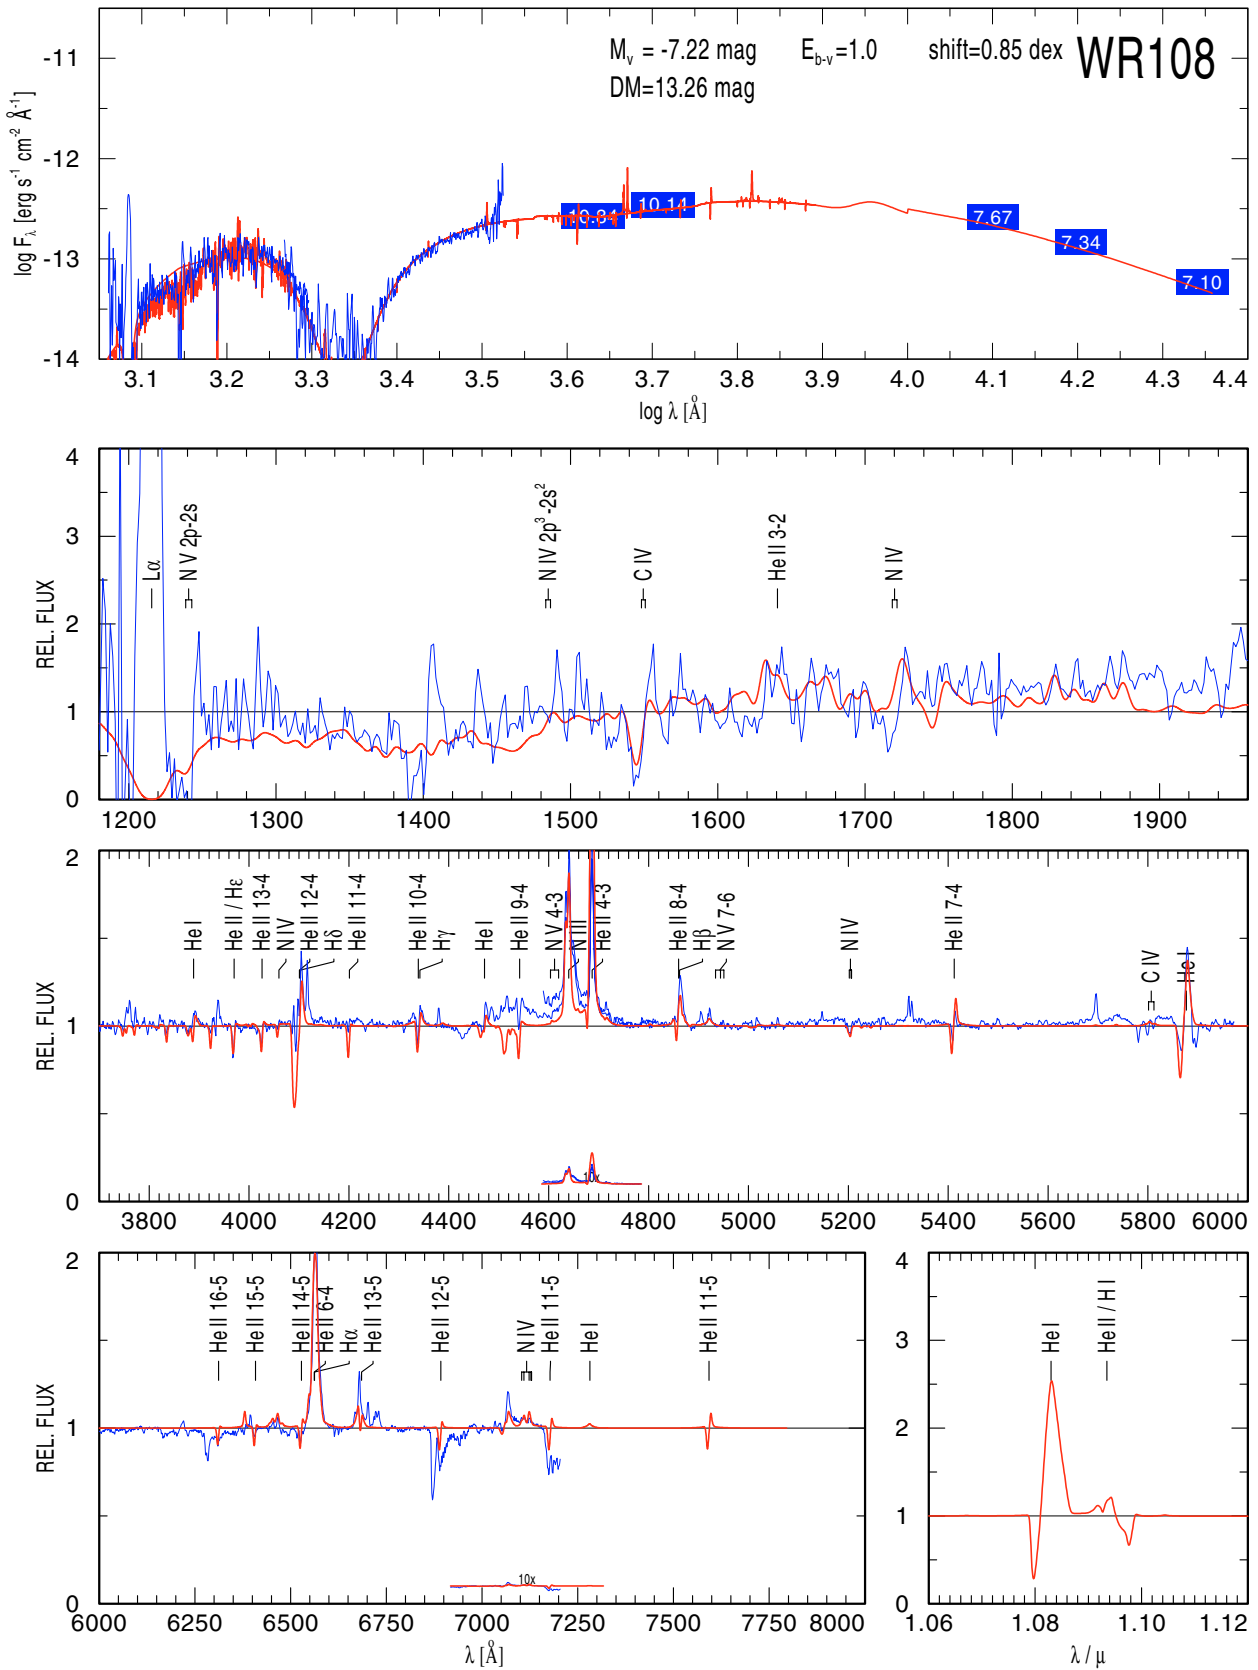 WR108
M_v = -7.22 mag E_b-v=1.0 shift=0.85 dex
DM=13.26 mag
log F_λ [erg s⁻¹ cm⁻² Å⁻¹]
-11
-12
-13
-14
10.84 10.14 7.67 7.34 7.10
3.1 3.2 3.3 3.4 3.5 3.6 3.7 3.8 3.9 4.0 4.1 4.2 4.3 4.4
log λ [Å]
REL. FLUX
4
3
2
1
0
Lα
N V 2p-2s
N IV 2p³-2s²
C IV
He II 3-2
N IV
1200 1300 1400 1500 1600 1700 1800 1900
REL. FLUX
2
1
0
He I
He II / Hε
He II 13-4
N IV
He II 12-4
Hδ
He II 11-4
He II 10-4
Hγ
He I
He II 9-4
N V 4-3
N III
He II 4-3
He II 8-4
Hβ
N V 7-6
N IV
He II 7-4
C IV
He I
10x
3800 4000 4200 4400 4600 4800 5000 5200 5400 5600 5800 6000
REL. FLUX
2
1
0
He II 16-5
He II 15-5
He II 14-5
He II 6-4
Hα
He II 13-5
He II 12-5
N IV
He II 11-5
He I
He II 11-5
10x
6000 6250 6500 6750 7000 7250 7500 7750 8000
λ [Å]
4
3
2
1
0
He I
He II / H I
1.06 1.08 1.10 1.12
λ / μ